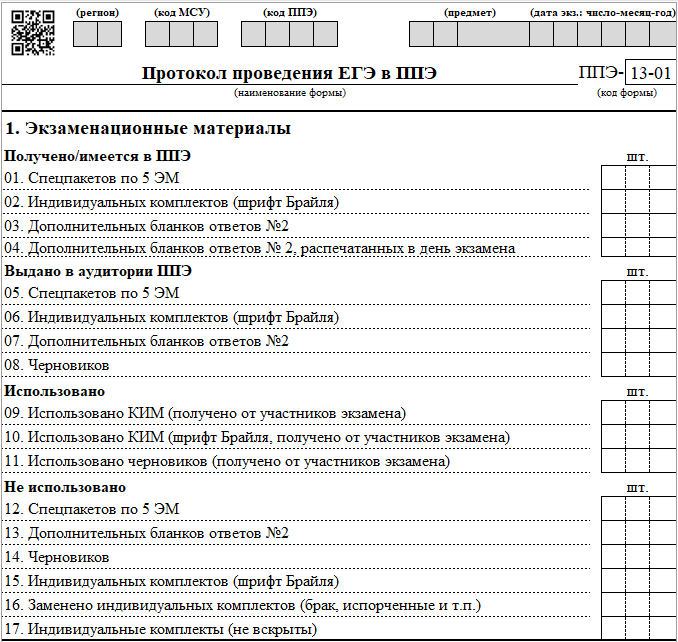 (регион) (код МСУ) (код ППЭ) (предмет) (дата экз.: число-месяц-год)
Протокол проведения ЕГЭ в ППЭ ППЭ- 13-01
(наименование формы) (код формы)
1. Экзаменационные материалы
Получено/имеется в ППЭ шт.
01. Спецпакетов по 5 ЭМ
02. Индивидуальных комплектов (шрифт Брайля)
03. Дополнительных бланков ответов №2
04. Дополнительных бланков ответов № 2, распечатанных в день экзамена
Выдано в аудитории ППЭ шт.
05. Спецпакетов по 5 ЭМ
06. Индивидуальных комплектов (шрифт Брайля)
07. Дополнительных бланков ответов №2
08. Черновиков
Использовано шт.
09. Использовано КИМ (получено от участников экзамена)
10. Использовано КИМ (шрифт Брайля, получено от участников экзамена)
11. Использовано черновиков (получено от участников экзамена)
Не использовано шт.
12. Спецпакетов по 5 ЭМ
13. Дополнительных бланков ответов №2
14. Черновиков
15. Индивидуальных комплектов (шрифт Брайля)
16. Заменено индивидуальных комплектов (брак, испорченные и т.п.)
17. Индивидуальные комплекты (не вскрыты)